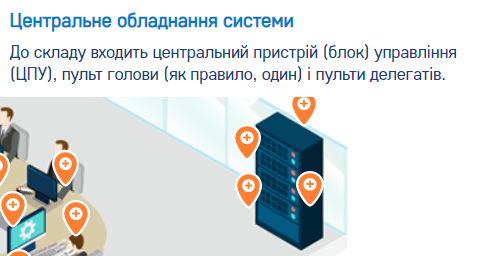 Центральне обладнання системи
До складу входить центральний пристрій (блок) управління
(ЦПУ), пульт голови (як правило, один) і пульти делегатів.